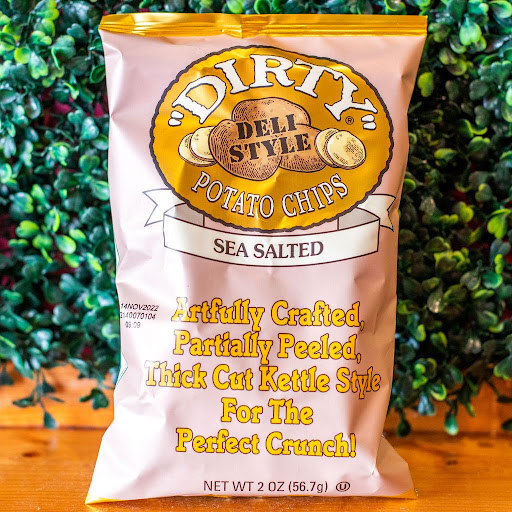 "DIRTY"®
DELI
STYLE
POTATO CHIPS
SEA SALTED
14NOV2022
06:09
Artfully Crafted,
Partially Peeled,
Thick Cut Kettle Style
For The
Perfect Crunch!
NET WT 2 OZ (56.7g) U